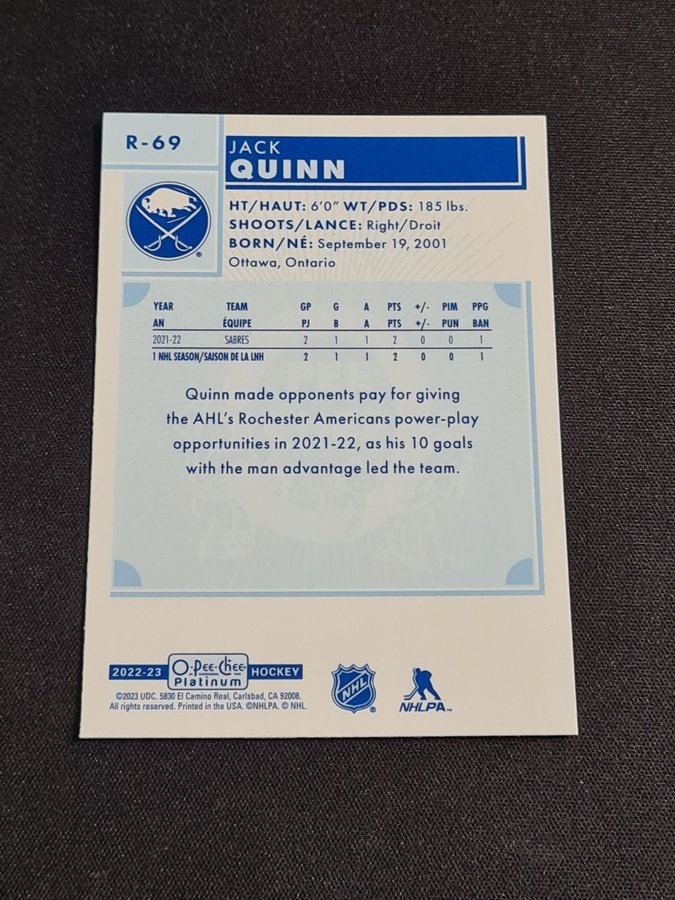 R-69
JACK
QUINN
HT/HAUT: 6'0" WT/PDS: 185 lbs.
SHOOTS/LANCE: Right/Droit
BORN/NÉ: September 19, 2001
Ottawa, Ontario
®
YEAR TEAM GP G A PTS +/- PIM PPG
AN ÉQUIPE PJ B A PTS +/- PUN BAN
2021-22 SABRES 2 1 1 2 0 0 1
1 NHL SEASON/SAISON DE LA LNH 2 1 1 2 0 0 1
Quinn made opponents pay for giving
the AHL's Rochester Americans power-play
opportunities in 2021-22, as his 10 goals
with the man advantage led the team.
2022-23 O-Pee-Chee Platinum HOCKEY
©2023 UDC. 5830 El Camino Real, Carlsbad, CA 92008.
All rights reserved. Printed in the USA. ©NHLPA. © NHL.
NHL ®
NHLPA™